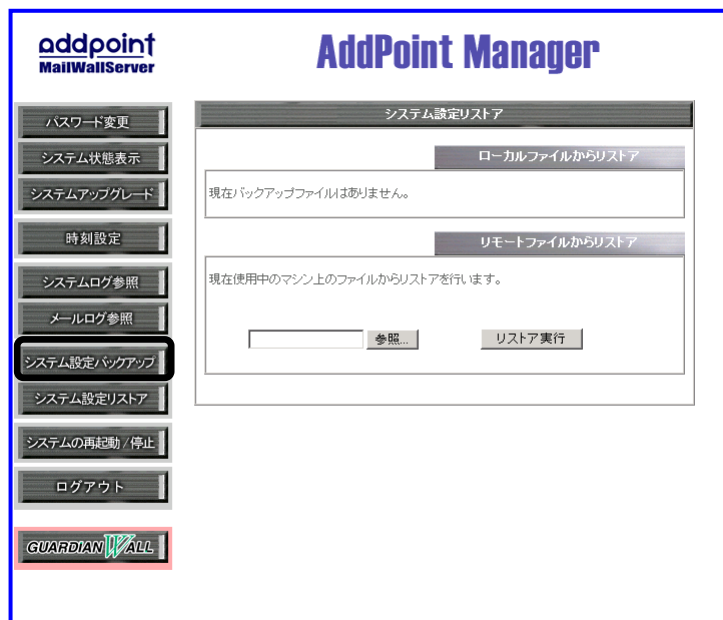 addpoint
MailWallServer
AddPoint Manager
パスワード変更
システム状態表示
システムアップグレード
時刻設定
システムログ参照
メールログ参照
システム設定バックアップ
システム設定リストア
システムの再起動/停止
ログアウト
GUARDIAN WALL
システム設定リストア
ローカルファイルからリストア
現在バックアップファイルはありません。
リモートファイルからリストア
現在使用中のマシン上のファイルからリストアを行います。
参照...
リストア実行